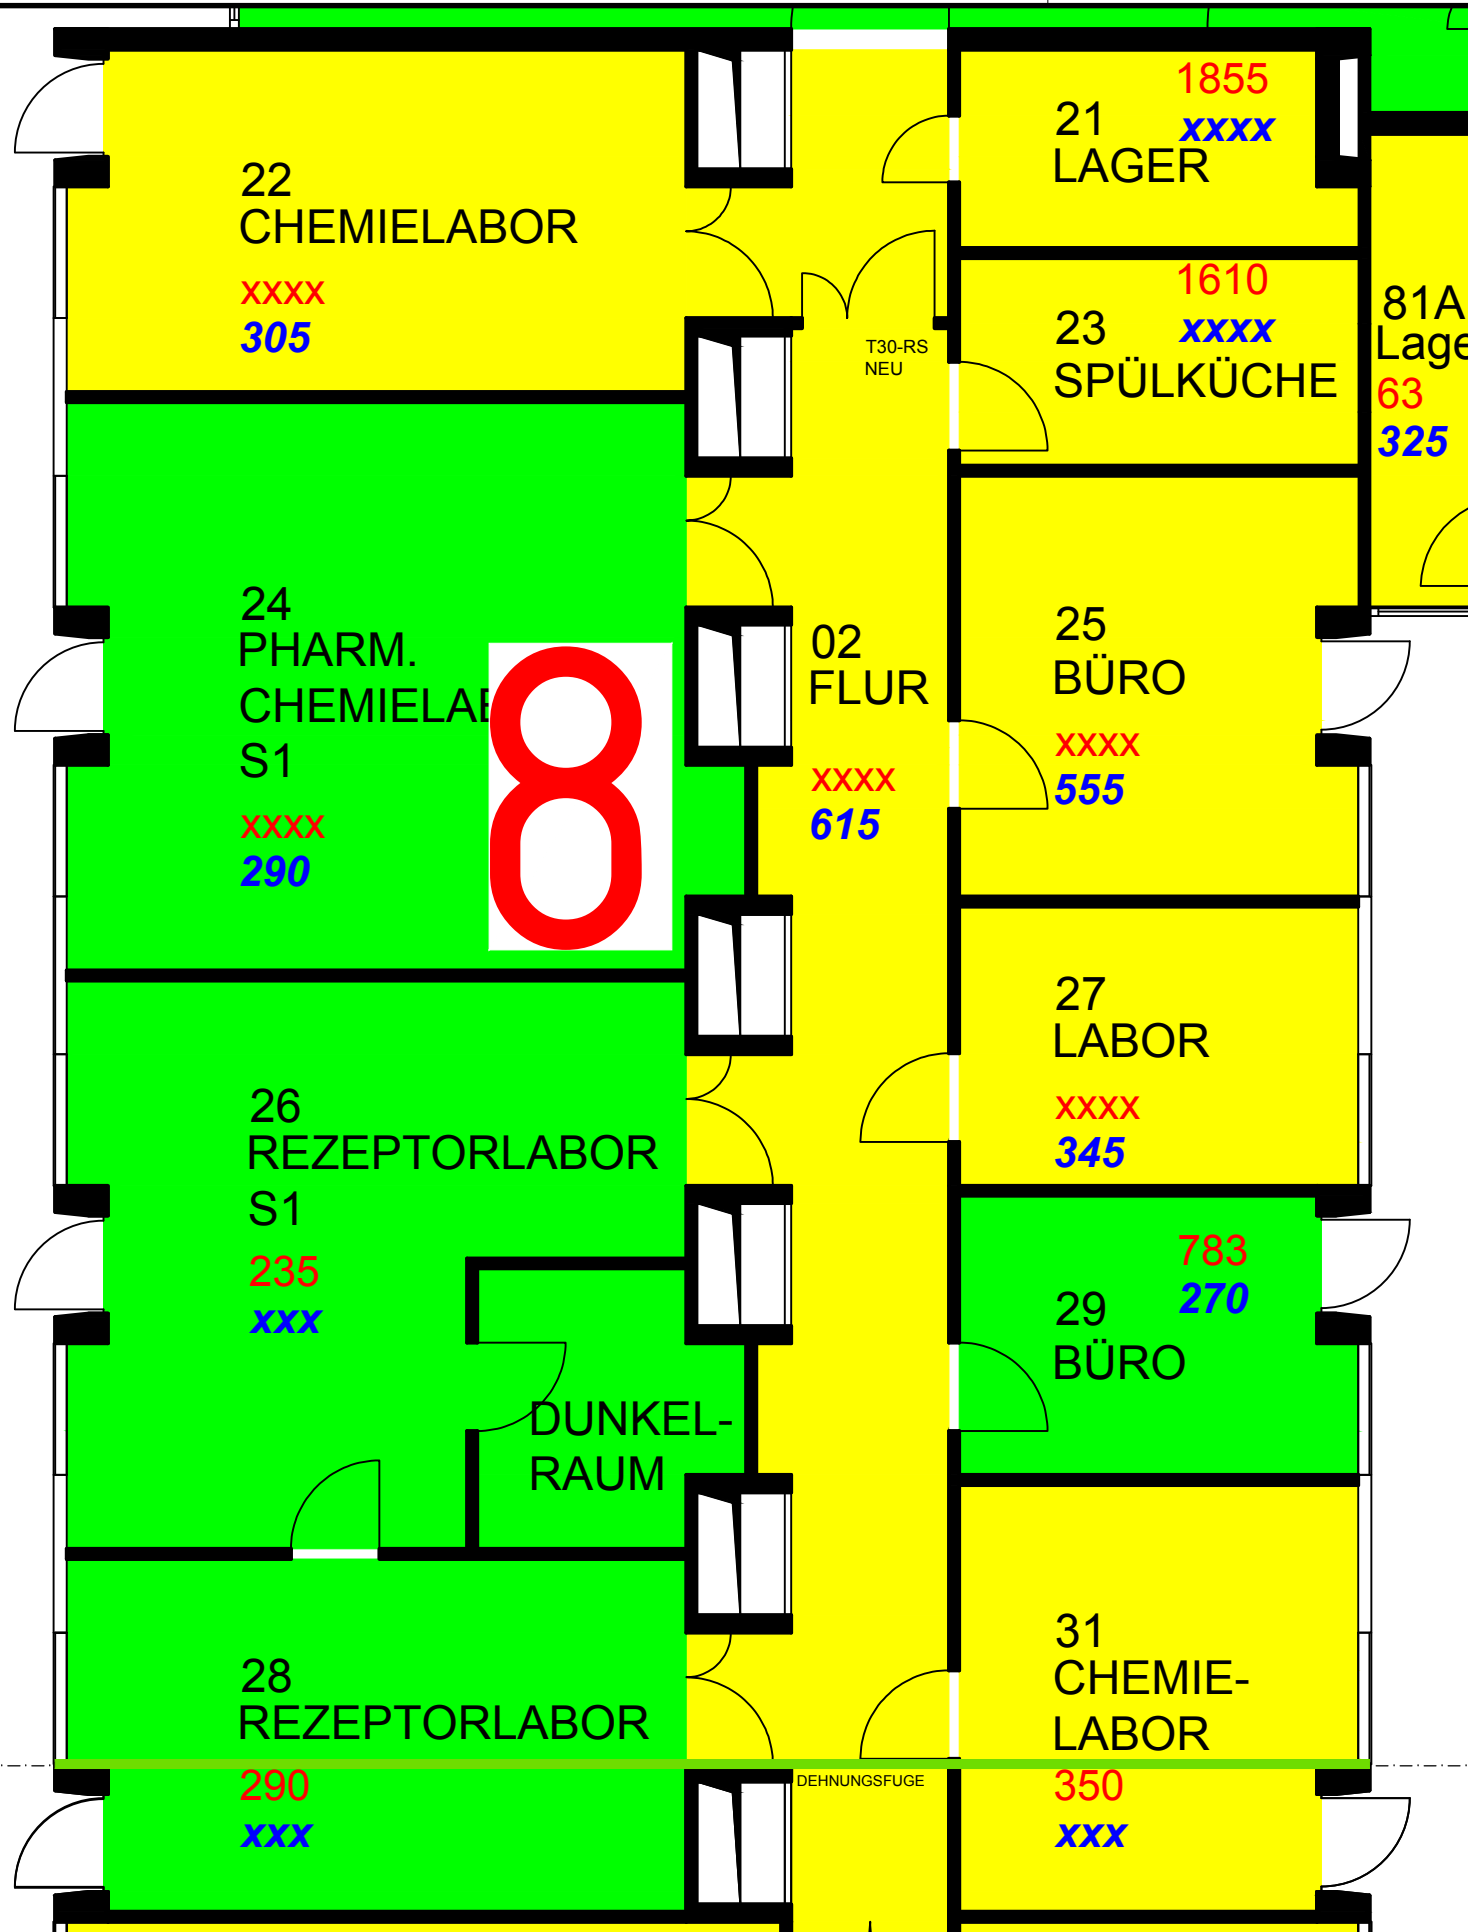 22
CHEMIELABOR
xxxx
305
21
LAGER
1855
xxxx
23
SPÜLKÜCHE
1610
xxxx
81A
Lage
63
325
T30-RS
NEU
24
PHARM.
CHEMIELAB
S1
xxxx
290
8
02
FLUR
xxxx
615
25
BÜRO
xxxx
555
27
LABOR
xxxx
345
26
REZEPTORLABOR
S1
235
xxx
DUNKEL-
RAUM
29
BÜRO
783
270
28
REZEPTORLABOR
290
xxx
31
CHEMIE-
LABOR
350
xxx
DEHNUNGSFUGE